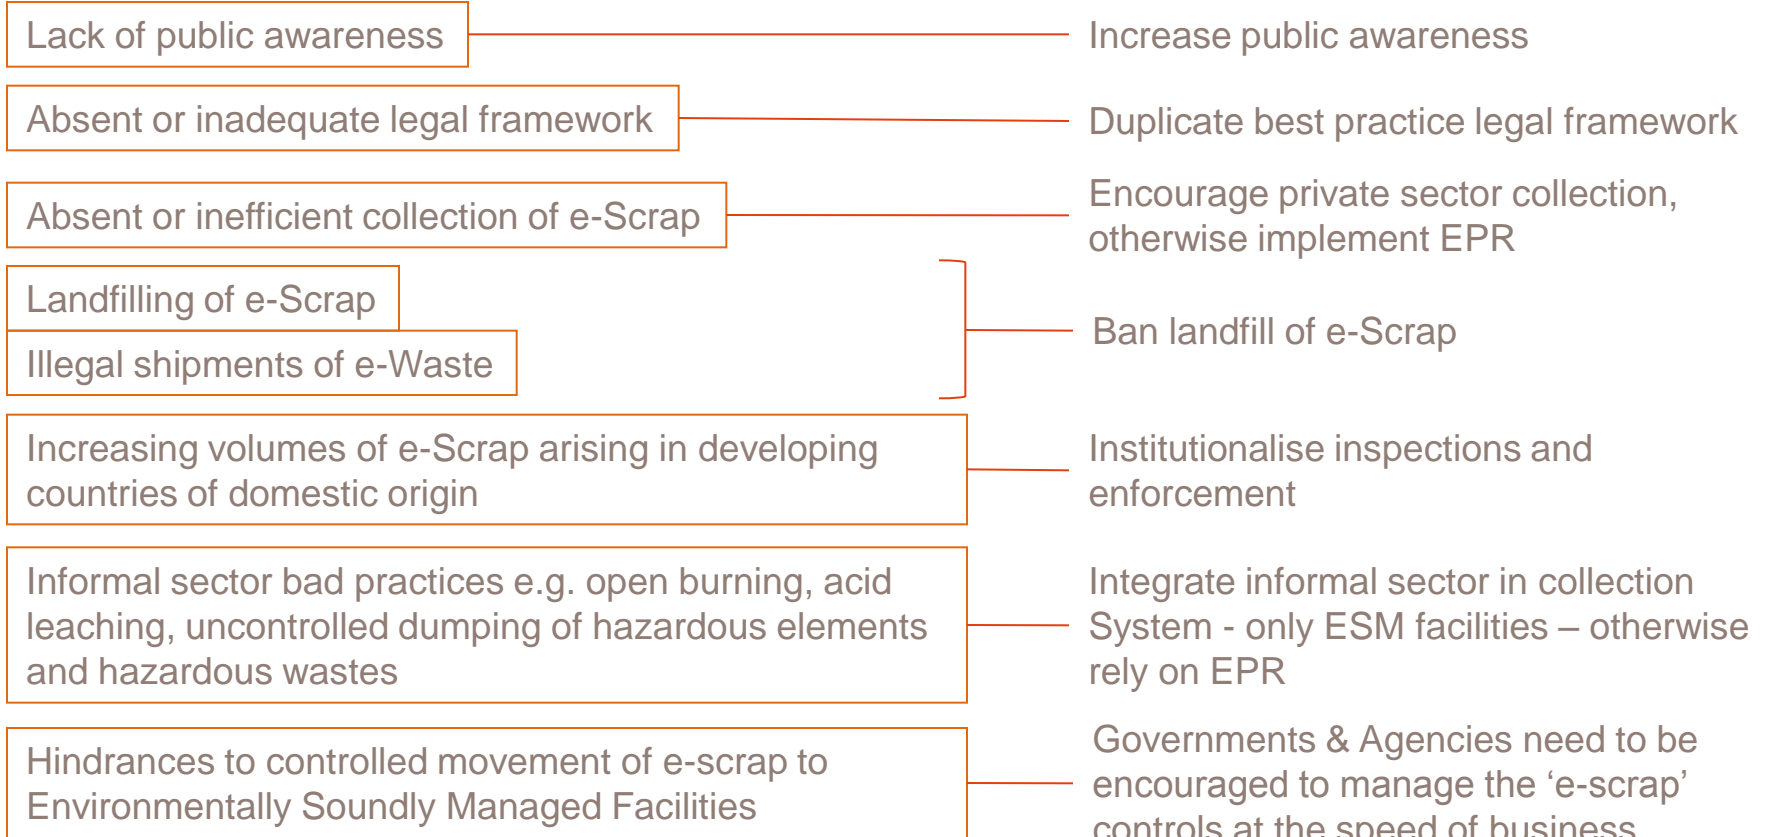 Lack of public awareness
Increase public awareness
Absent or inadequate legal framework
Duplicate best practice legal framework
Absent or inefficient collection of e-Scrap
Encourage private sector collection,
otherwise implement EPR
Landfilling of e-Scrap
Illegal shipments of e-Waste
Ban landfill of e-Scrap
Increasing volumes of e-Scrap arising in developing
countries of domestic origin
Institutionalise inspections and
enforcement
Informal sector bad practices e.g. open burning, acid
leaching, uncontrolled dumping of hazardous elements
and hazardous wastes
Integrate informal sector in collection
System - only ESM facilities – otherwise
rely on EPR
Hindrances to controlled movement of e-scrap to
Environmentally Soundly Managed Facilities
Governments & Agencies need to be
encouraged to manage the ‘e-scrap’
controls at the speed of business